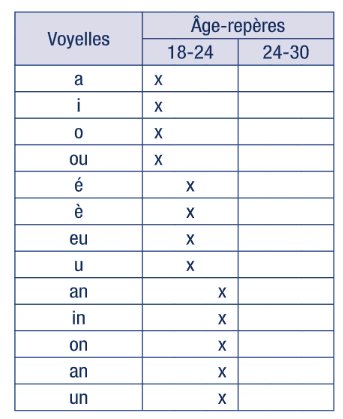 Voyelles Âge-repères
18-24 24-30
a x
i x
o x
ou x
é x
è x
eu x
u x
an x
in x
on x
an x
un x